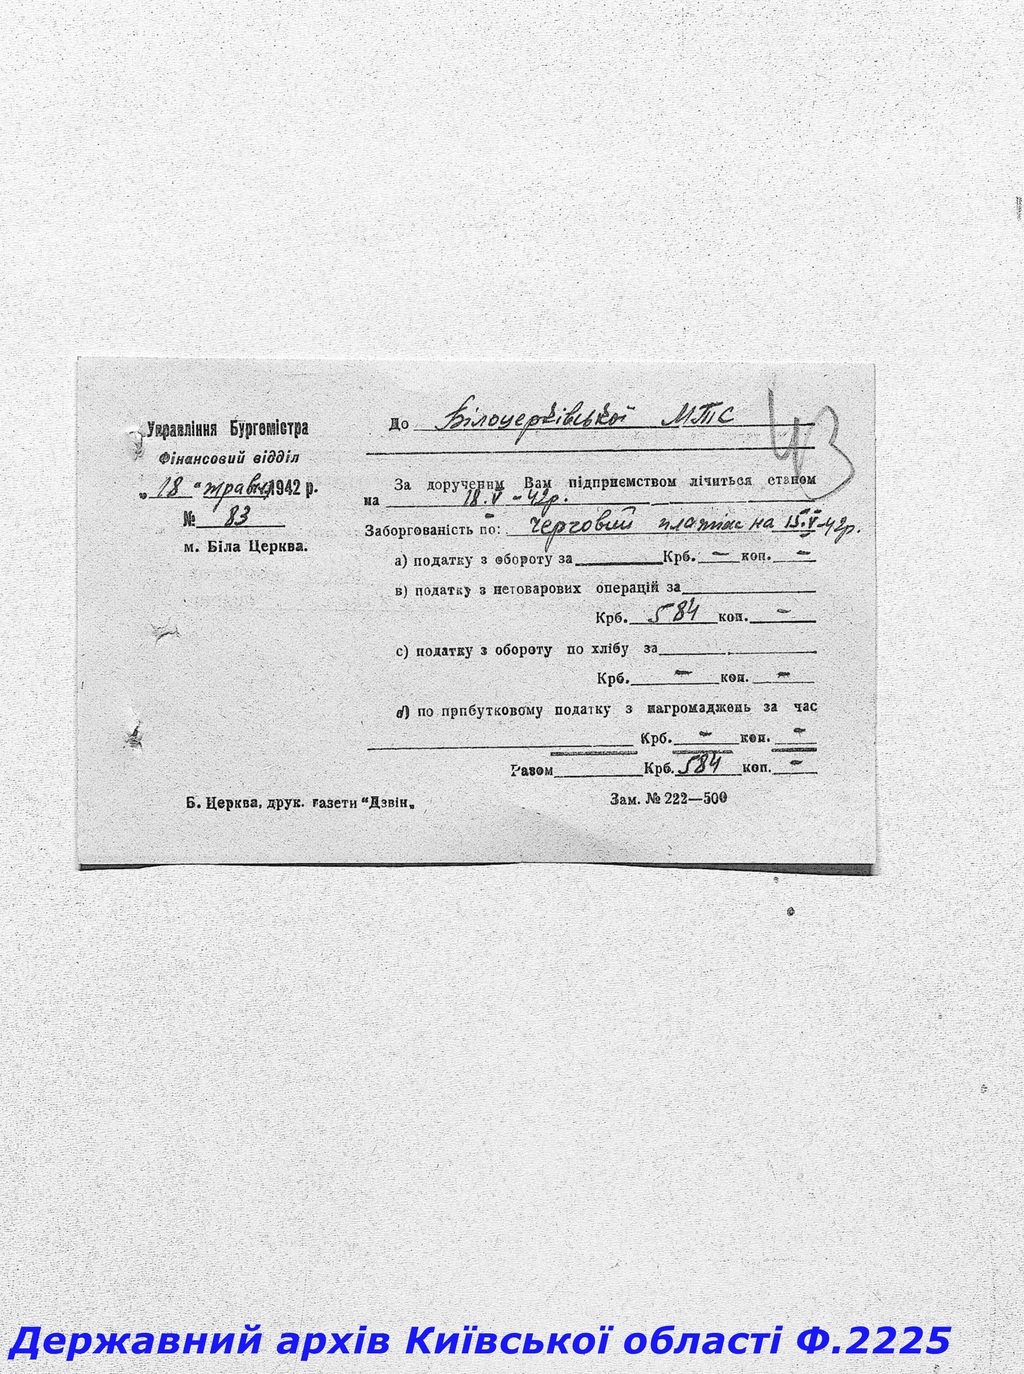 Управління Бургомістра
Фінансовий відділ
„ 18 " травня 1942 р.
№ 83
м. Біла Церква.
43
До Білоцерківської МТС
За дорученим Вам підприємством лічиться станом
на 18.V – 42р.
Заборгованість по: черговий платіж на 15.V-42р.
а) податку з обороту за Крб. – коп. –
в) податку з нетоварових операцій за
Крб. 584 коп. –
с) податку з обороту по хлібу за
Крб. – коп. –
d) по прибутковому податку з нагромаджень за час
Крб. – коп. –
Разом Крб. 584 коп. –
Б. Церква, друк. газети "Дзвін„
Зам. № 222—500
Державний архів Київської області Ф.2225